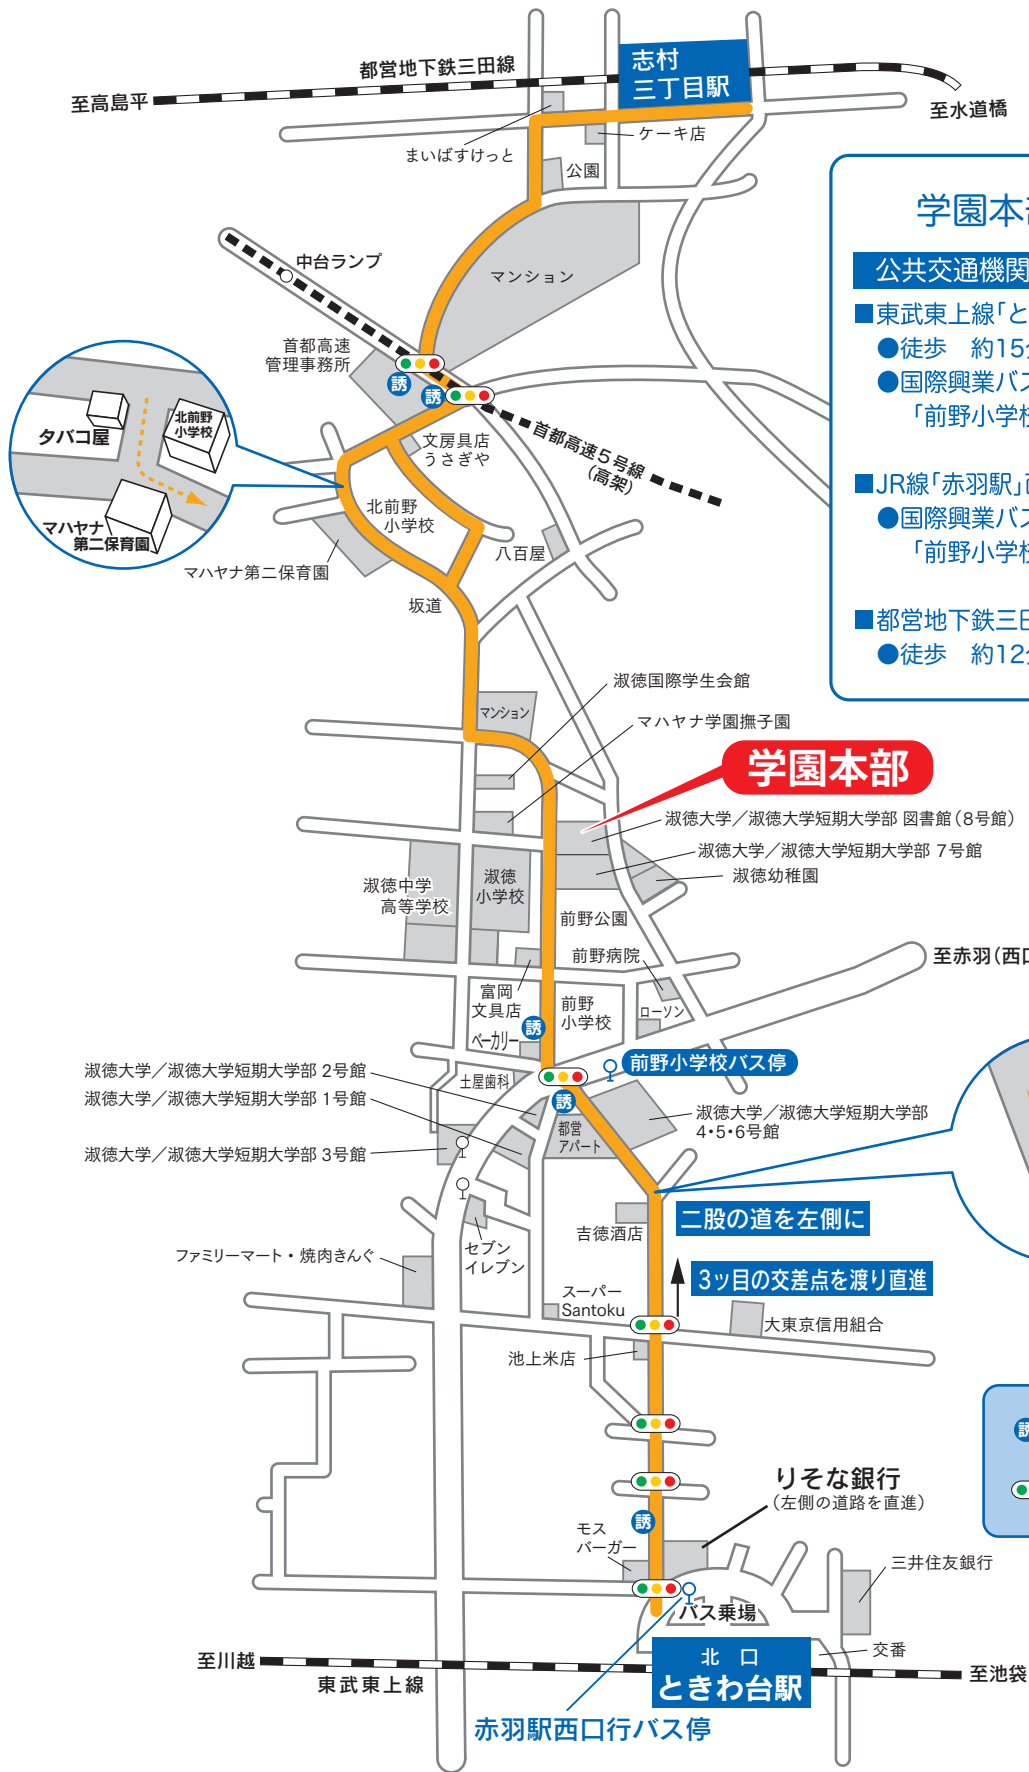 志村
三丁目駅
都営地下鉄三田線
至高島平
至水道橋
ケーキ店
まいばすけっと
公園
学園本
公共交通機関
■東武東上線「と
●徒歩　約15分
●国際興業バス
「前野小学校
■JR線「赤羽駅」
●国際興業バス
「前野小学校
■都営地下鉄三
●徒歩　約12分
中台ランプ
マンション
首都高速
管理事務所
誘
誘
文房具店
うさぎや
首都高速5号線
(高架)
タバコ屋
北前野
小学校
マハヤナ
第二保育園
北前野
小学校
八百屋
マハヤナ第二保育園
坂道
淑徳国際学生会館
マンション
マハヤナ学園撫子園
学園本部
淑徳大学／淑徳大学短期大学部 図書館(8号館)
淑徳大学／淑徳大学短期大学部 7号館
淑徳幼稚園
淑徳中学
高等学校
淑徳
小学校
前野公園
前野病院
至赤羽(西口
富岡
文具店
前野
小学校
ローソン
誘
ベーカリー
前野小学校バス停
土屋歯科
淑徳大学／淑徳大学短期大学部 2号館
淑徳大学／淑徳大学短期大学部 1号館
誘
都営
アパート
淑徳大学／淑徳大学短期大学部
4・5・6号館
淑徳大学／淑徳大学短期大学部 3号館
二股の道を左側に
吉徳酒店
セブン
イレブン
ファミリーマート・焼肉きんぐ
3ッ目の交差点を渡り直進
スーパー
Santoku
大東京信用組合
池上米店
誘
りそな銀行
(左側の道路を直進)
誘
モス
バーガー
三井住友銀行
バス乗場
交番
北 口
ときわ台駅
至川越
東武東上線
至池袋
赤羽駅西口行バス停